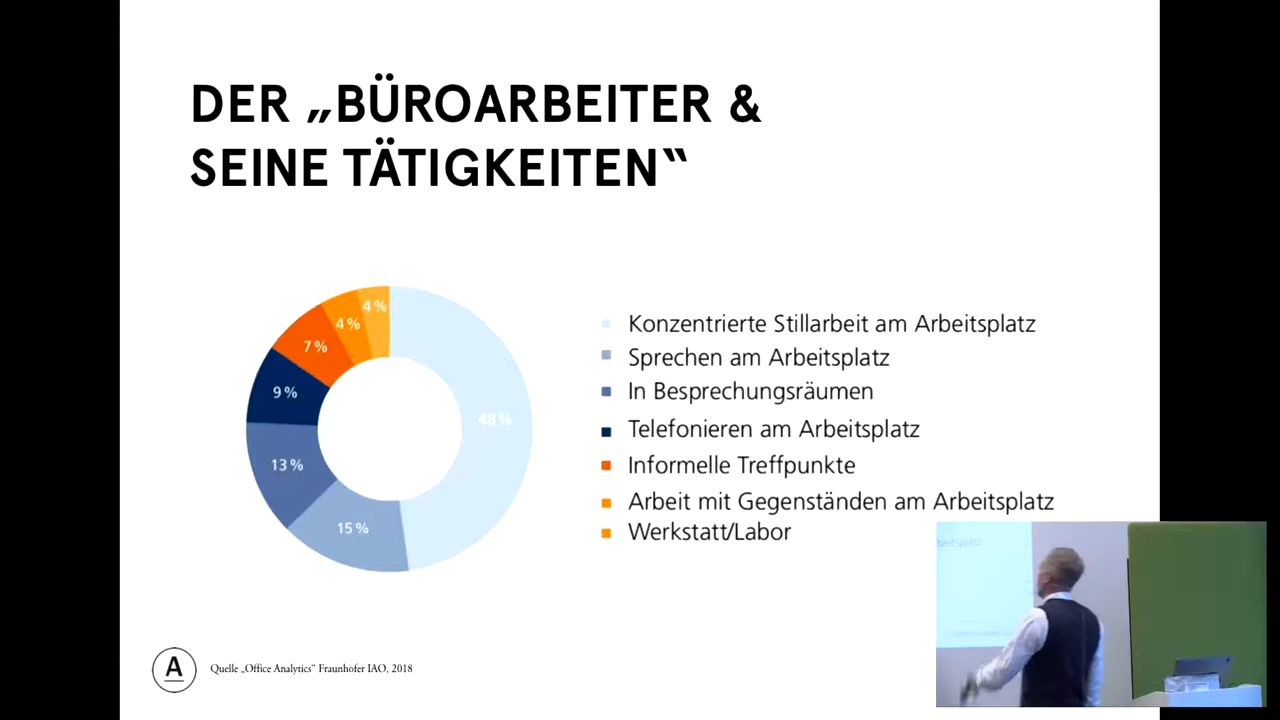 DER „BÜROARBEITER &
SEINE TÄTIGKEITEN‟
4 %
4 %
7 %
9 %
48 %
13 %
15 %
Konzentrierte Stillarbeit am Arbeitsplatz
Sprechen am Arbeitsplatz
In Besprechungsräumen
Telefonieren am Arbeitsplatz
Informelle Treffpunkte
Arbeit mit Gegenständen am Arbeitsplatz
Werkstatt/Labor
A
Quelle „Office Analytics" Fraunhofer IAO, 2018